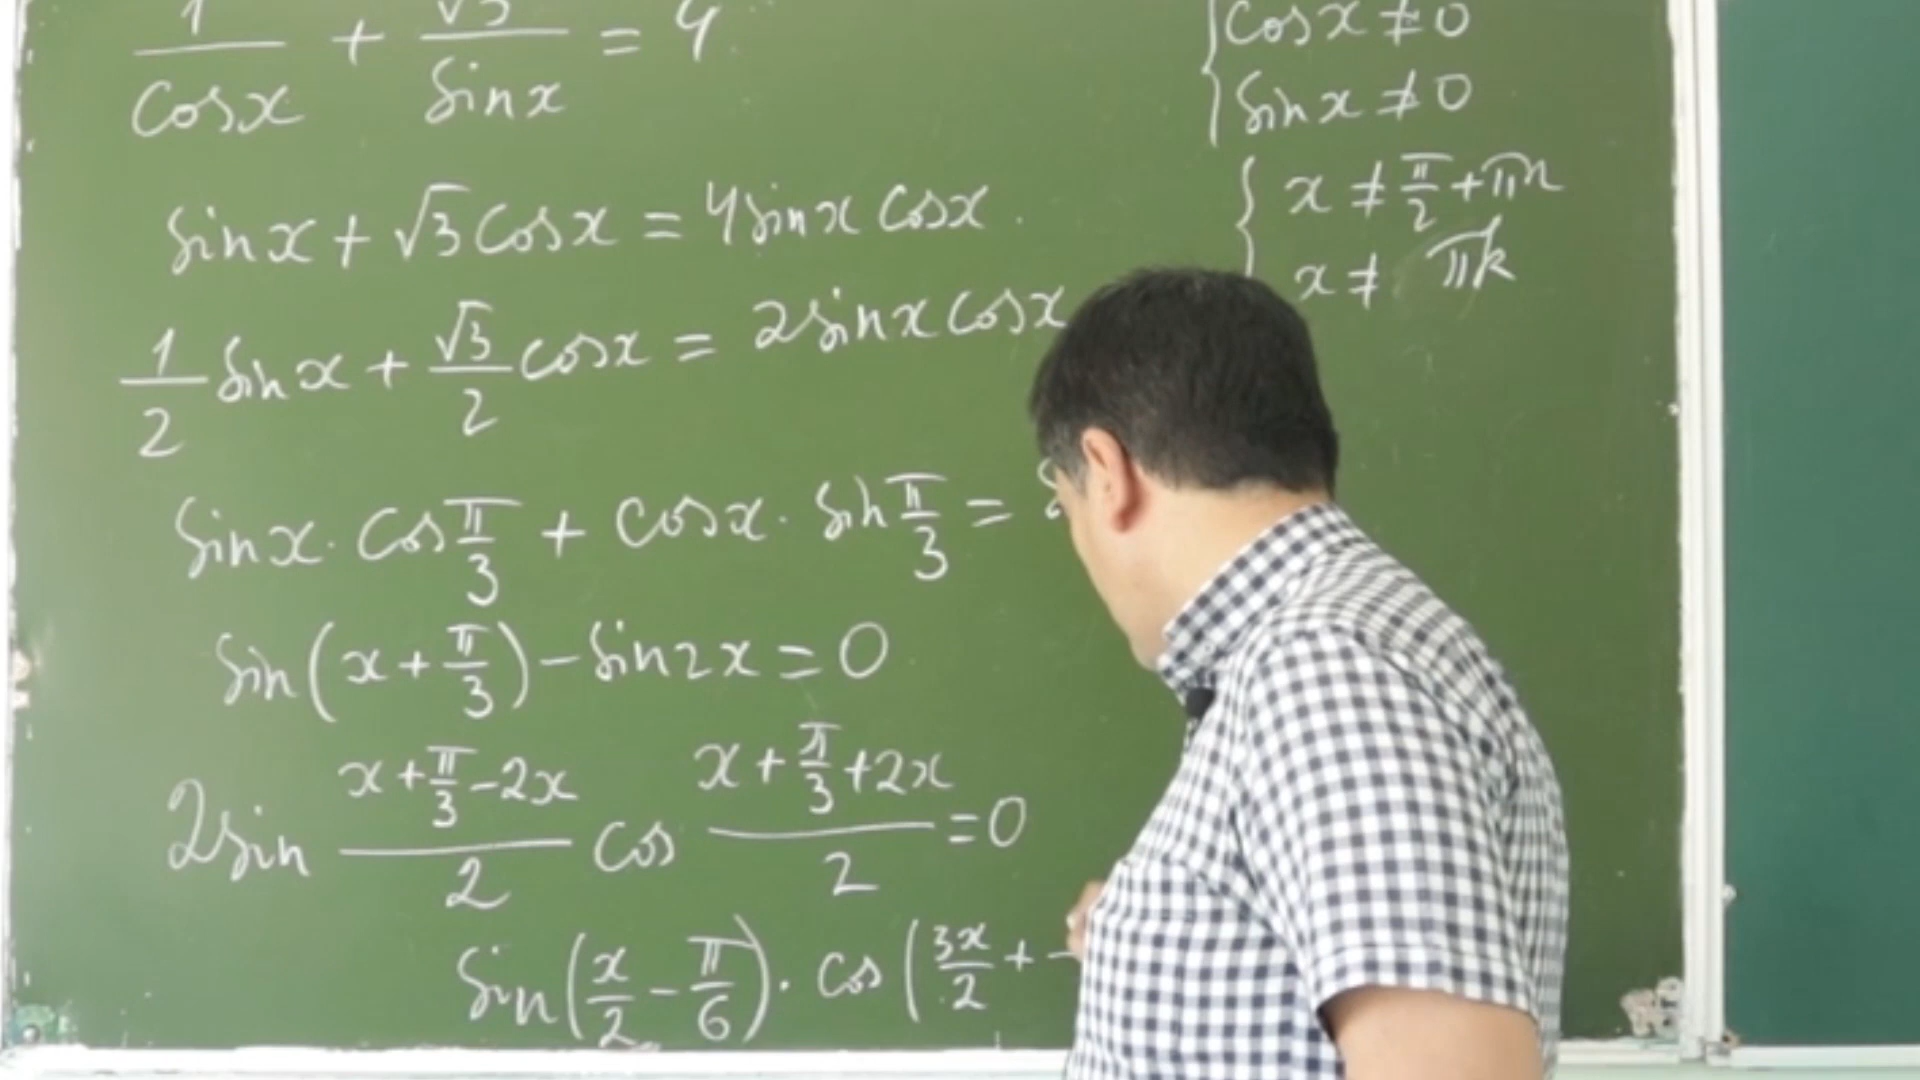 1/cosx + √3/sinx = 4
sinx + √3 cosx = 4sinx cosx.
1/2 sinx + √3/2 cosx = 2sinx cosx
sinx · cos π/3 + cosx · sin π/3 =
sin(x + π/3) - sin2x = 0
2sin (x + π/3 - 2x)/2 cos (x + π/3 + 2x)/2 = 0
sin(x/2 - π/6) · cos(3x/2 +
{cosx ≠ 0
sinx ≠ 0
{x ≠ π/2 + πn
x ≠ πk